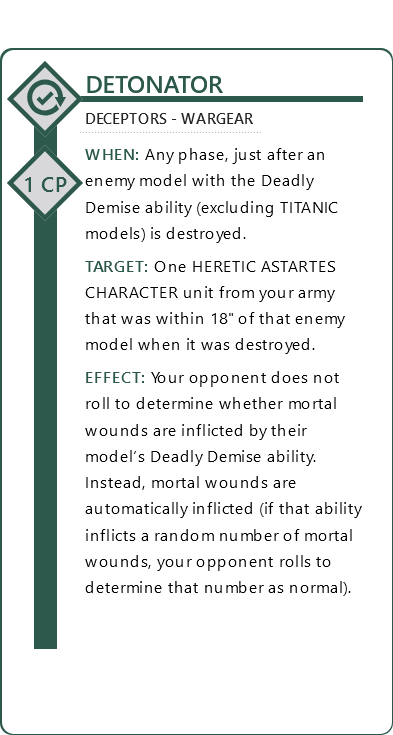 DETONATOR
DECEPTORS - WARGEAR
WHEN: Any phase, just after an
1 CP
enemy model with the Deadly
Demise ability (excluding TITANIC
models) is destroyed.
TARGET: One HERETIC ASTARTES
CHARACTER unit from your army
that was within 18" of that enemy
model when it was destroyed.
EFFECT: Your opponent does not
roll to determine whether mortal
wounds are inflicted by their
model’s Deadly Demise ability.
Instead, mortal wounds are
automatically inflicted (if that ability
inflicts a random number of mortal
wounds, your opponent rolls to
determine that number as normal).